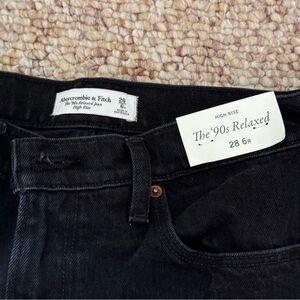 Abercrombie & Fitch
The 90s Relaxed Jean
High Rise
28
6R
HIGH RISE
The '90s Relaxed
28 6R